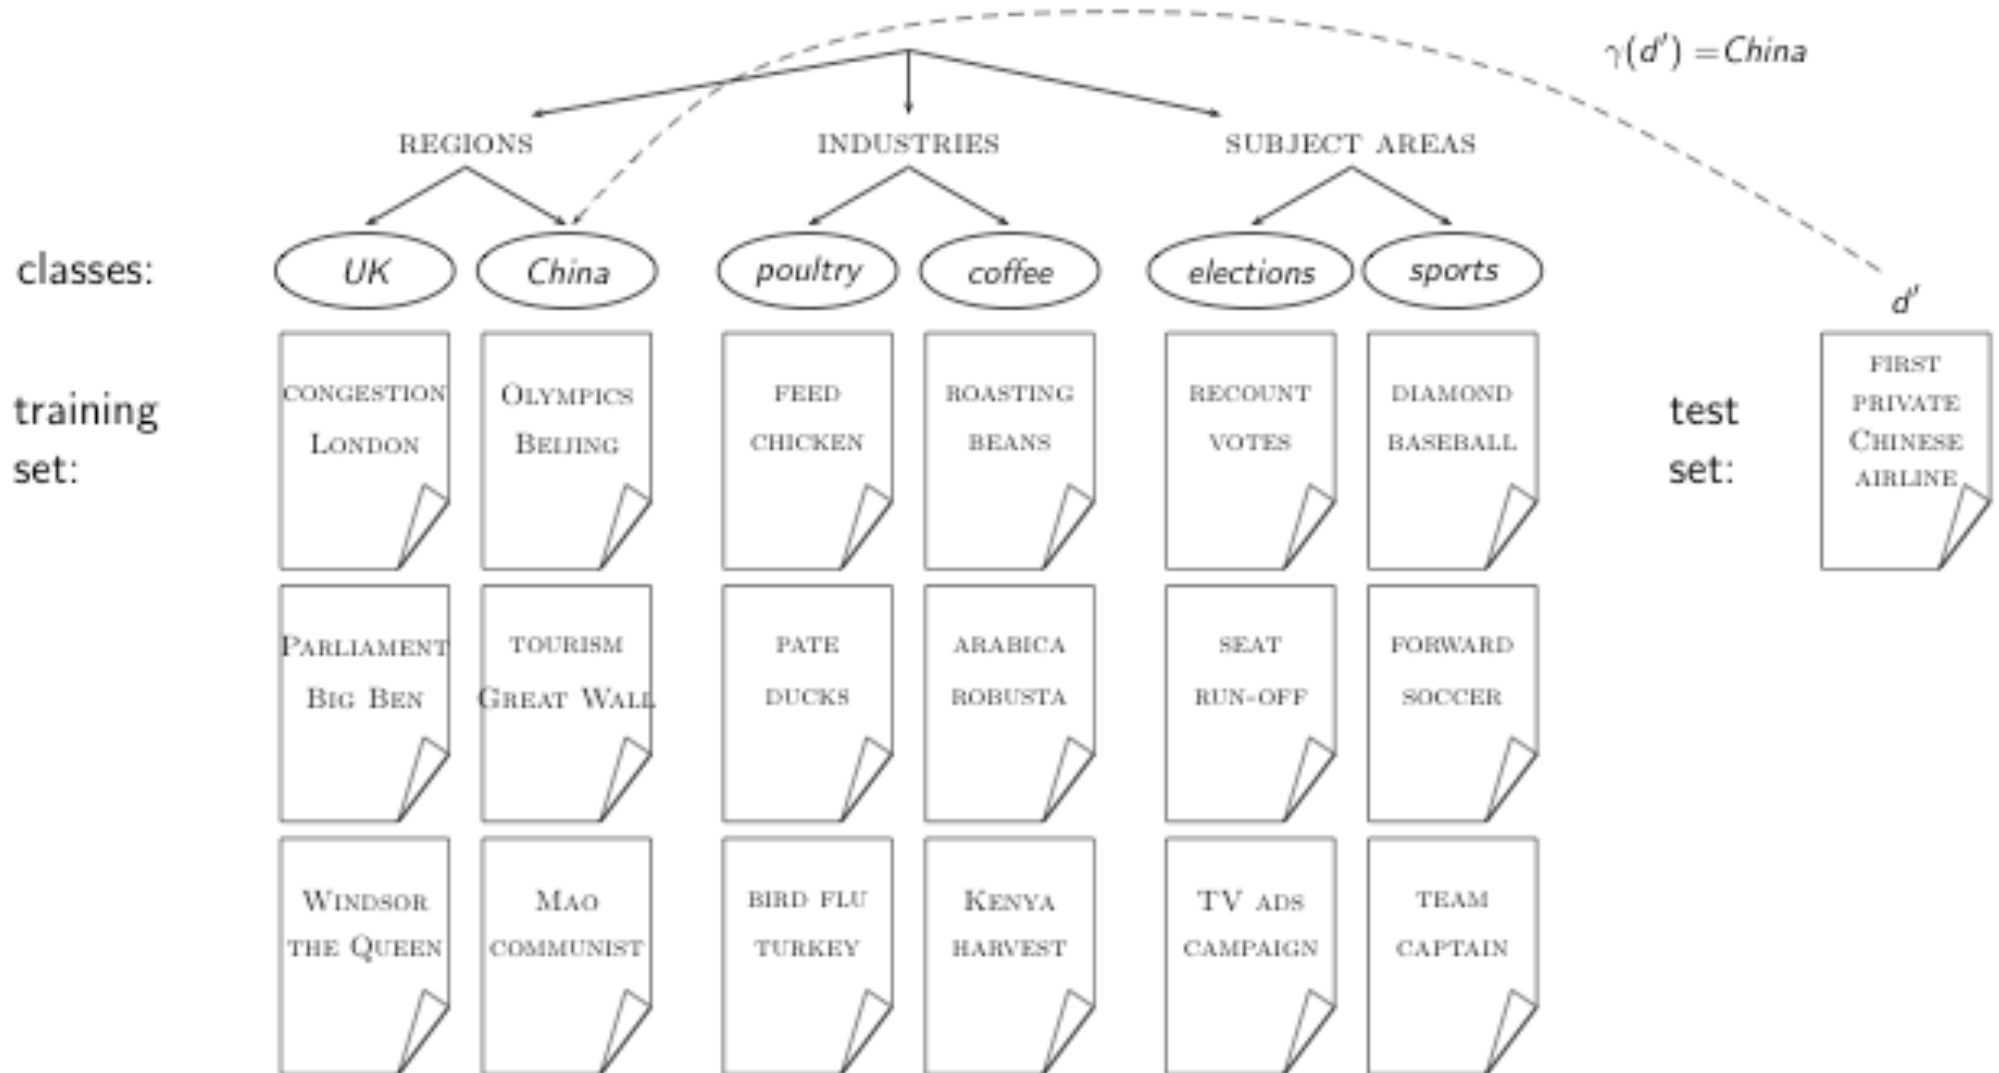 γ(d′) =China
REGIONS INDUSTRIES SUBJECT AREAS
classes: UK China poultry coffee elections sports
d′
training
set:
CONGESTION
LONDON
OLYMPICS
BEIJING
FEED
CHICKEN
ROASTING
BEANS
RECOUNT
VOTES
DIAMOND
BASEBALL
test
set:
FIRST
PRIVATE
CHINESE
AIRLINE
PARLIAMENT
BIG BEN
TOURISM
GREAT WALL
PATE
DUCKS
ARABICA
ROBUSTA
SEAT
RUN-OFF
FORWARD
SOCCER
WINDSOR
THE QUEEN
MAO
COMMUNIST
BIRD FLU
TURKEY
KENYA
HARVEST
TV ADS
CAMPAIGN
TEAM
CAPTAIN